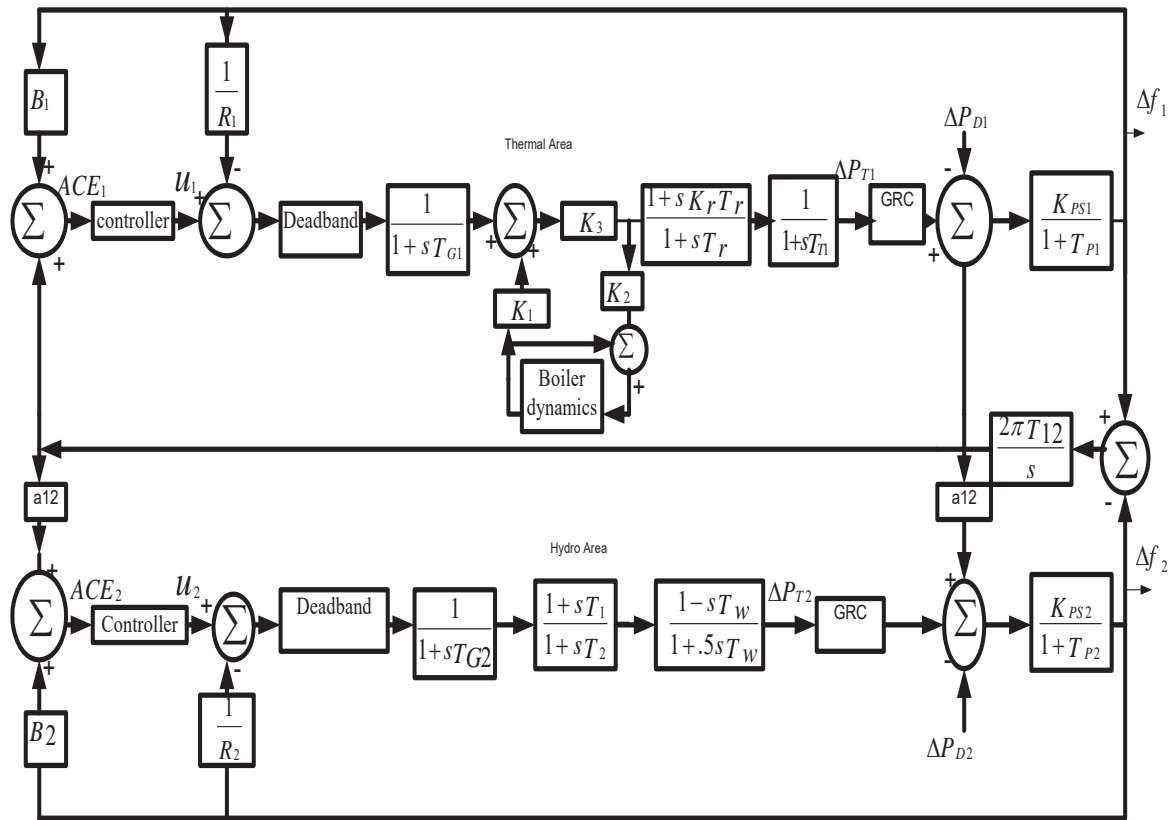 B1
1
R1
ΔPD1
Δf1
Thermal Area
+
-
-
ACE1
u1
+
ΔPT1
Σ
controller
Σ
Deadband
1
1 + sTG1
Σ
K3
1 + s Kr Tr
1 + sTr
1
1+sTT1
GRC
Σ
KPS1
1 + TP1
+
+
+
+
K1
K2
Σ
+
Boiler
dynamics
2πT12
s
+
Σ
-
a12
a12
Hydro Area
Δf2
+
+
ACE2
u2
+
ΔPT2
Σ
Controller
Σ
Deadband
1
1+sTG2
1 + sT1
1 + sT2
1 − sTw
1 + .5sTw
GRC
Σ
KPS2
1 + TP2
+
-
-
B2
1
R2
ΔPD2